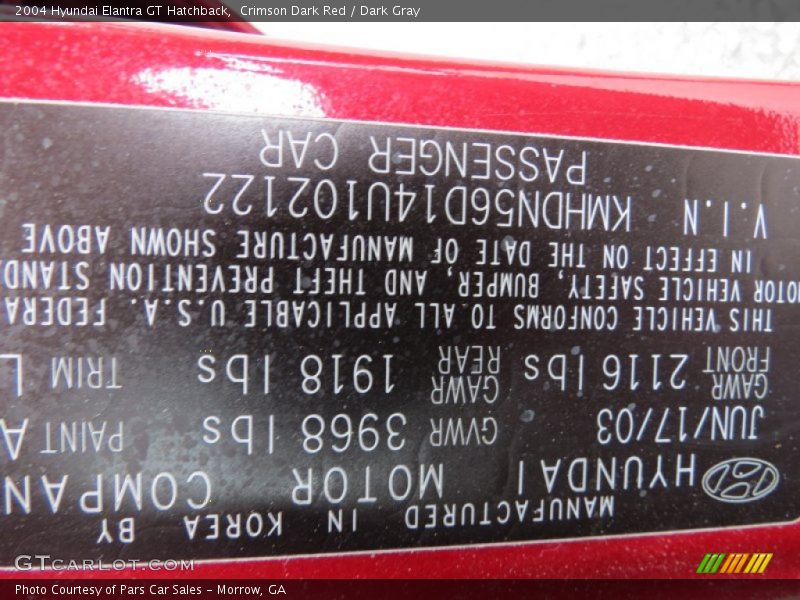 2004 Hyundai Elantra GT Hatchback,  Crimson Dark Red / Dark Gray
MANUFACTURED IN KOREA BY
HYUNDAI MOTOR COMPAN
JUN/17/03 GVWR 3968 lbs PAINT A
GAWR FRONT 2116 lbs GAWR REAR 1918 lbs TRIM L
THIS VEHICLE CONFORMS TO ALL APPLICABLE U.S.A. FEDERA
MOTOR VEHICLE SAFETY, BUMPER, AND THEFT PREVENTION STAND
IN EFFECT ON THE DATE OF MANUFACTURE SHOWN ABOVE
V.I.N KMHDN56D14U102122
PASSENGER CAR
GTCARLOT.COM
Photo Courtesy of Pars Car Sales - Morrow, GA